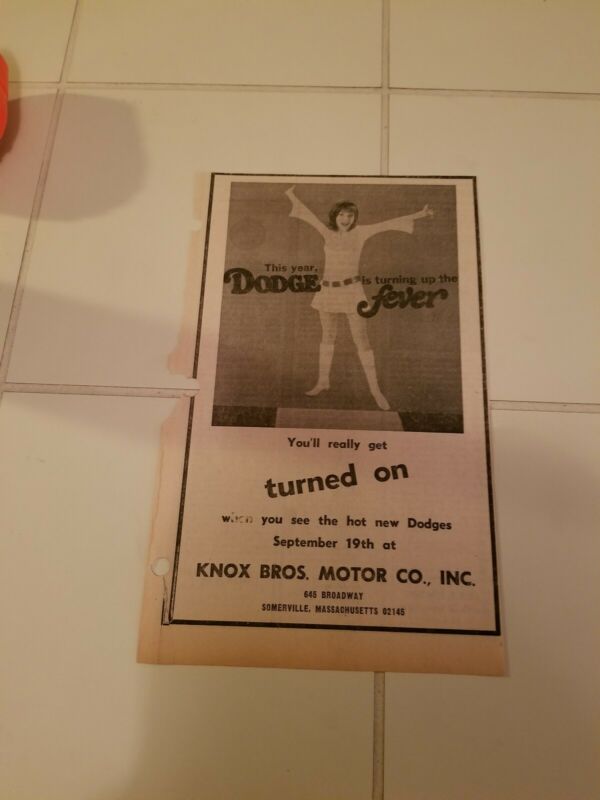 This year,
DODGE is turning up the
fever
You'll really get
turned on
when you see the hot new Dodges
September 19th at
KNOX BROS. MOTOR CO., INC.
645 BROADWAY
SOMERVILLE, MASSACHUSETTS 02145